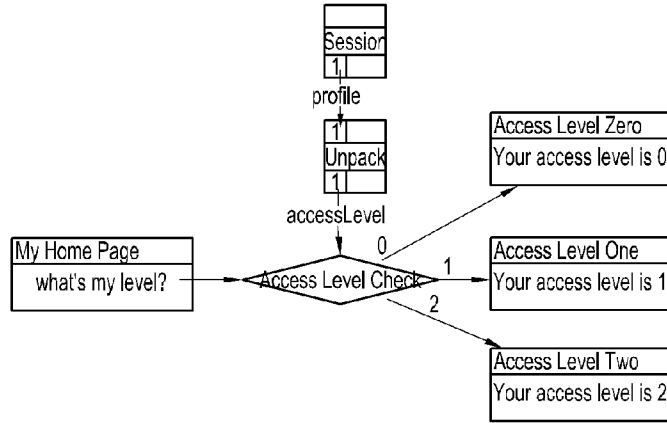 Session
1
profile
1
Unpack
1
accessLevel
Access Level Zero
Your access level is 0
My Home Page
what's my level?
Access Level Check
0
1
2
Access Level One
Your access level is 1
Access Level Two
Your access level is 2